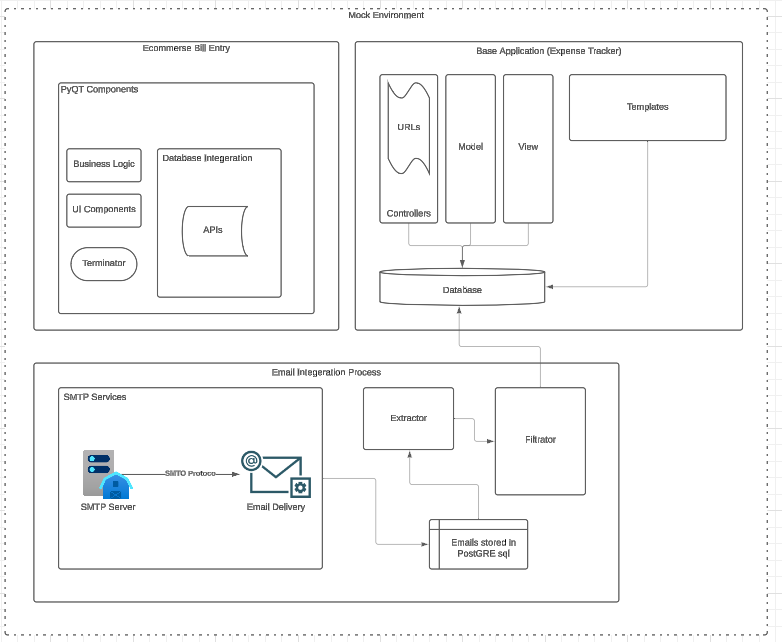 Mock Environment
Ecommerse Bill Entry
PyQT Components
Business Logic
UI Components
Terminator
Database Integeration
APIs
Base Application (Expense Tracker)
URLs
Controllers
Model
View
Templates
Database
Email Integeration Process
SMTP Services
SMTP Server
SMTO Protoco
@
Email Delivery
Extractor
Filtrator
Emails stored in
PostGRE sql